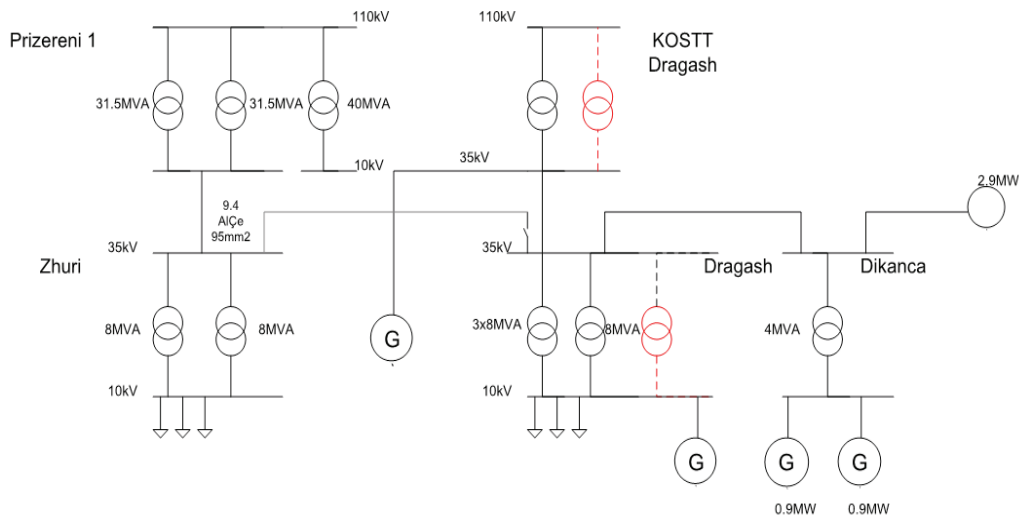 110kV
110kV
Prizereni 1
KOSTT
Dragash
31.5MVA
31.5MVA
40MVA
10kV
35kV
2.9MW
9.4
AlÇe
95mm2
35kV
35kV
Zhuri
Dragash
Dikanca
8MVA
8MVA
3x8MVA
8MVA
4MVA
G
10kV
10kV
G
G
G
0.9MW
0.9MW